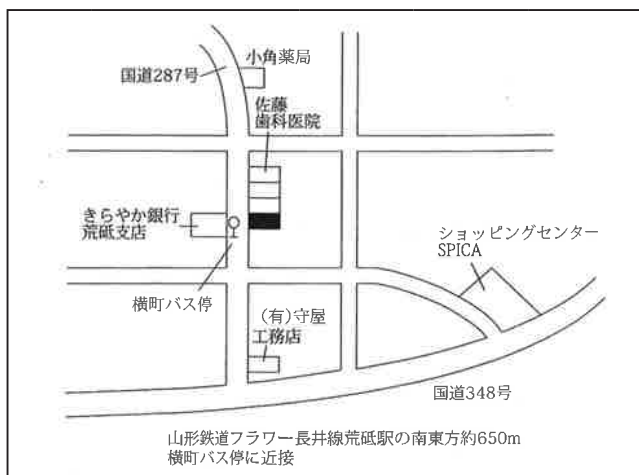 小角薬局
国道287号
佐藤
歯科医院
きらやか銀行
荒砥支店
ショッピングセンター
SPICA
横町バス停
(有)守屋
工務店
国道348号
山形鉄道フラワー長井線荒砥駅の南東方約650m
横町バス停に近接